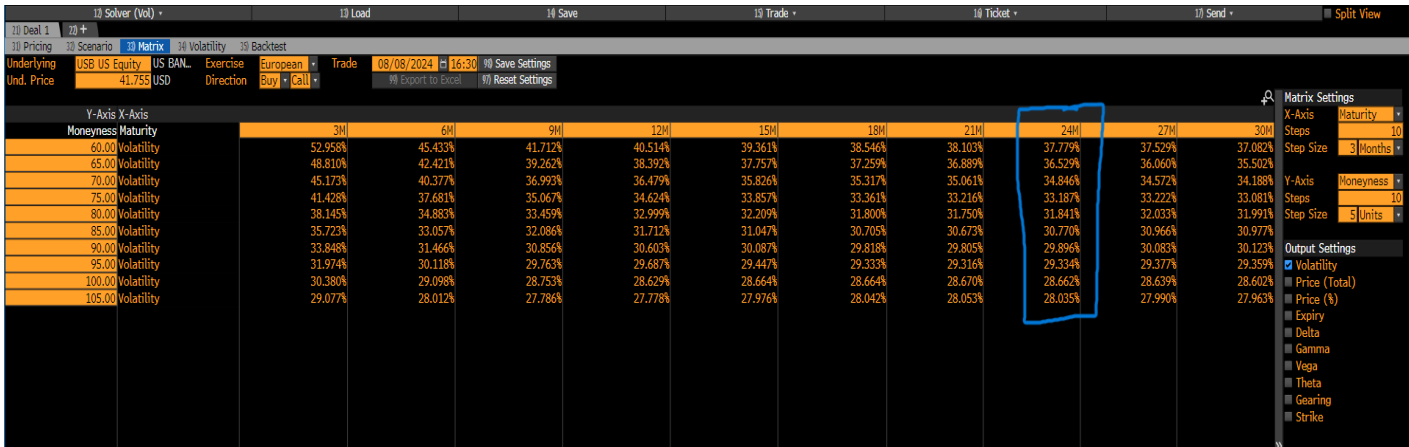 12) Solver (Vol) 13) Load 14) Save 15) Trade 16) Ticket 17) Send Split View
21) Deal 1 22) +
31) Pricing 32) Scenario 33) Matrix 34) Volatility 35) Backtest
Underlying USB US Equity US BAN... Exercise European Trade 08/08/2024 16:30 98) Save Settings
Und. Price 41.755 USD Direction Buy Call 99) Export to Excel 97) Reset Settings
Matrix Settings
Y-Axis X-Axis X-Axis Maturity
Moneyness Maturity 3M 6M 9M 12M 15M 18M 21M 24M 27M 30M Steps 10
60.00 Volatility 52.958% 45.433% 41.712% 40.514% 39.361% 38.546% 38.103% 37.779% 37.529% 37.082% Step Size 3 Months
65.00 Volatility 48.810% 42.421% 39.262% 38.392% 37.757% 37.259% 36.889% 36.529% 36.060% 35.502%
70.00 Volatility 45.173% 40.377% 36.993% 36.479% 35.826% 35.317% 35.061% 34.846% 34.572% 34.188% Y-Axis Moneyness
75.00 Volatility 41.428% 37.681% 35.067% 34.624% 33.857% 33.361% 33.216% 33.187% 33.222% 33.081% Steps 10
80.00 Volatility 38.145% 34.883% 33.459% 32.999% 32.209% 31.800% 31.750% 31.841% 32.033% 31.991% Step Size 5 Units
85.00 Volatility 35.723% 33.057% 32.086% 31.712% 31.047% 30.705% 30.673% 30.770% 30.966% 30.977%
90.00 Volatility 33.848% 31.466% 30.856% 30.603% 30.087% 29.818% 29.805% 29.896% 30.083% 30.123% Output Settings
95.00 Volatility 31.974% 30.118% 29.763% 29.687% 29.447% 29.333% 29.316% 29.334% 29.377% 29.359% Volatility
100.00 Volatility 30.380% 29.098% 28.753% 28.629% 28.664% 28.664% 28.670% 28.662% 28.639% 28.602% Price (Total)
105.00 Volatility 29.077% 28.012% 27.786% 27.778% 27.976% 28.042% 28.053% 28.035% 27.990% 27.963% Price (%)
Expiry
Delta
Gamma
Vega
Theta
Gearing
Strike